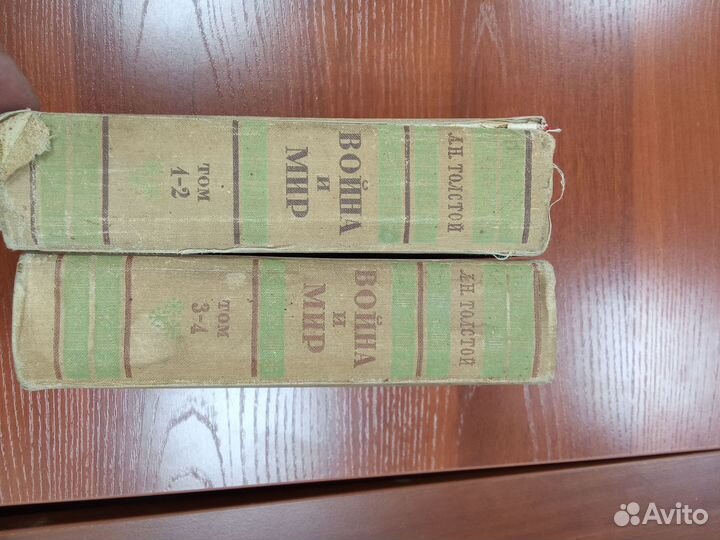 Л.Н. ТОЛСТОЙ
ВОЙНА
И
МИР
ТОМ
1-2
Л.Н. ТОЛСТОЙ
ВОЙНА
И
МИР
ТОМ
3-4
Avito